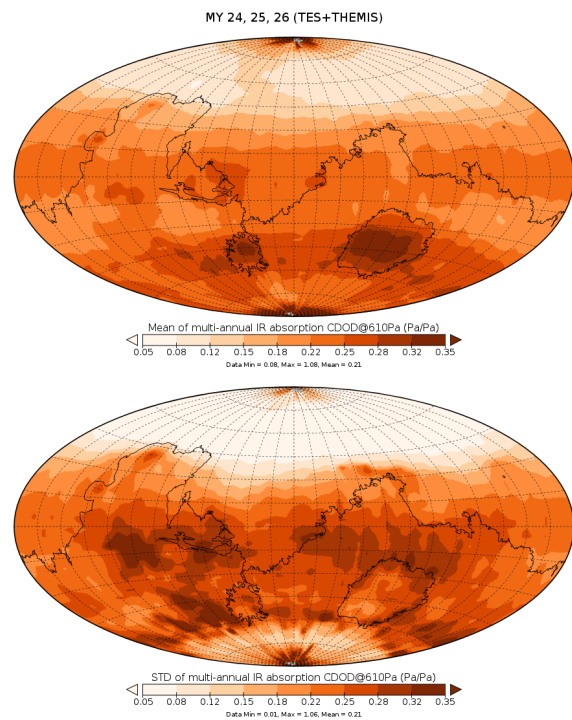 MY 24, 25, 26 (TES+THEMIS)
Mean of multi-annual IR absorption CDOD@610Pa (Pa/Pa)
0.05 0.08 0.12 0.15 0.18 0.22 0.25 0.28 0.32 0.35
Data Min = 0.08, Max = 1.08, Mean = 0.21
STD of multi-annual IR absorption CDOD@610Pa (Pa/Pa)
0.05 0.08 0.12 0.15 0.18 0.22 0.25 0.28 0.32 0.35
Data Min = 0.01, Max = 1.06, Mean = 0.21